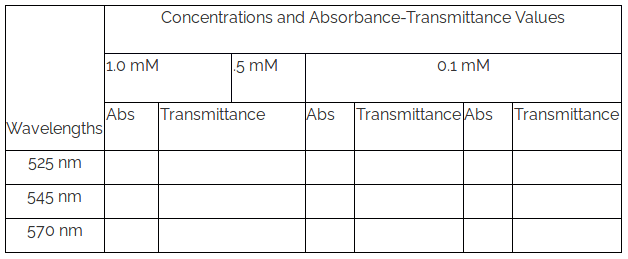 Concentrations and Absorbance-Transmittance Values
1.0 mM .5 mM 0.1 mM
Wavelengths Abs Transmittance Abs Transmittance Abs Transmittance
525 nm
545 nm
570 nm